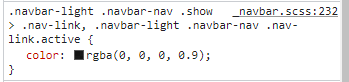 .navbar-light .navbar-nav .show _navbar.scss:232
> .nav-link, .navbar-light .navbar-nav .nav-
link.active {
color: rgba(0, 0, 0, 0.9);
}